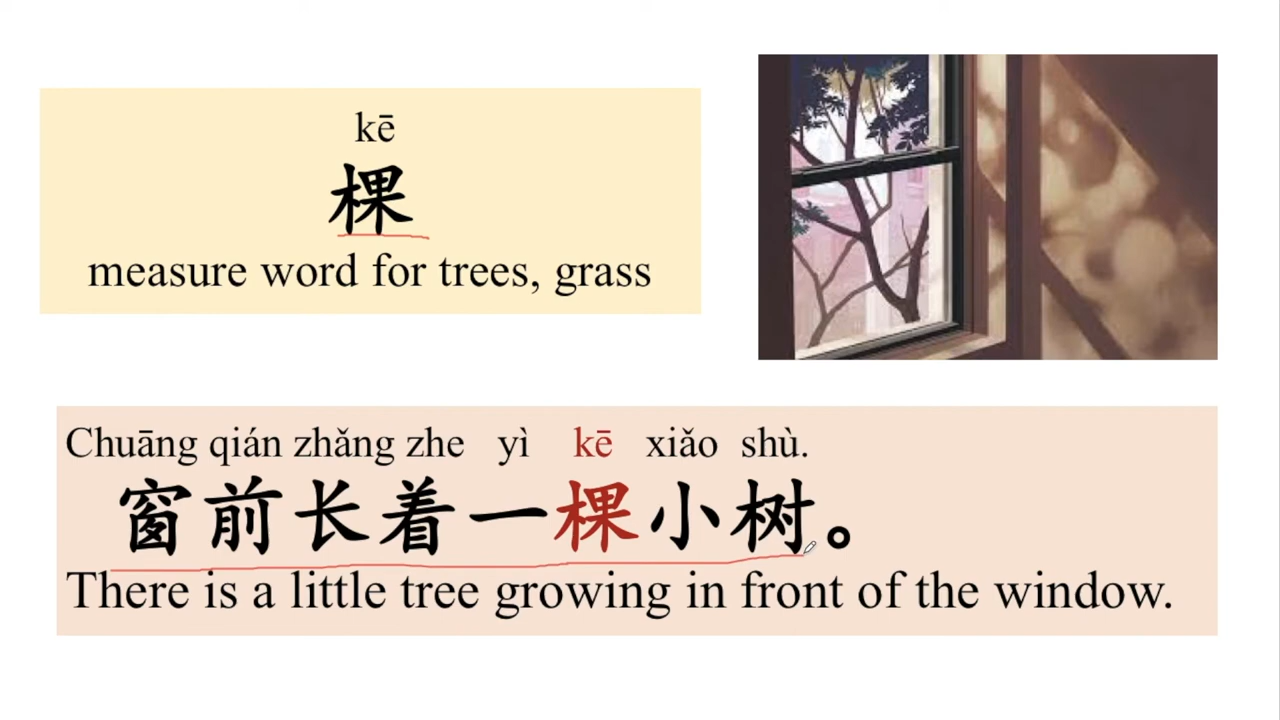 kē
棵
measure word for trees, grass
Chuāng qián zhǎng zhe yì kē xiǎo shù.
窗前长着一棵小树。
There is a little tree growing in front of the window.